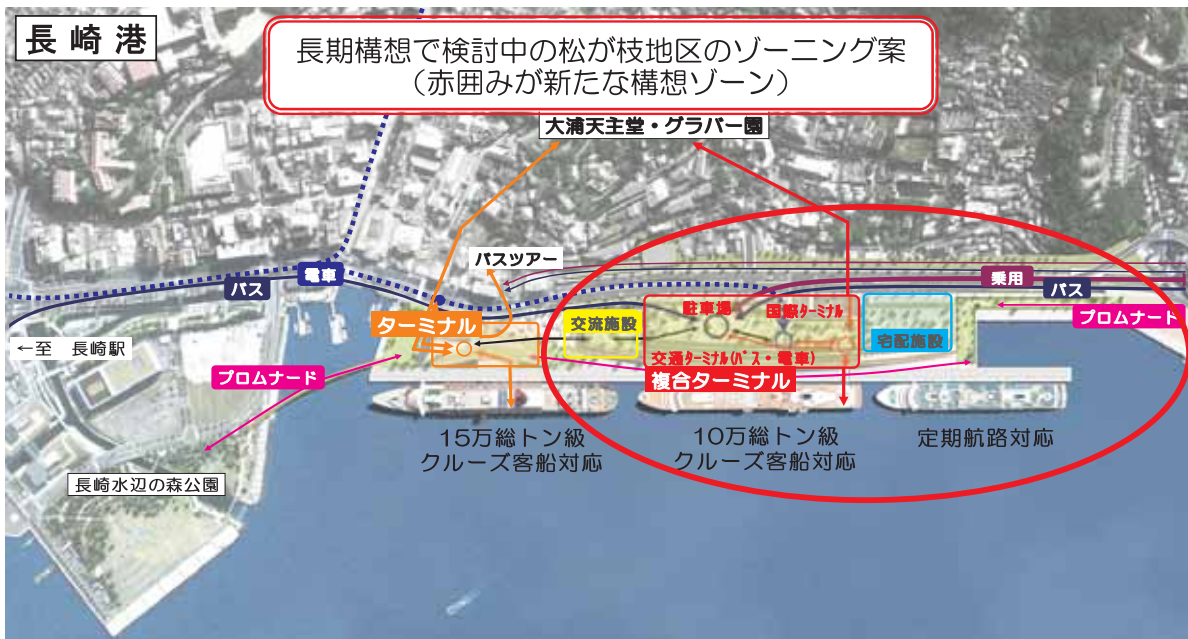 長崎港
長期構想で検討中の松が枝地区のゾーニング案
（赤囲みが新たな構想ゾーン）
大浦天主堂・グラバー園
バスツアー
電車
バス
乗用
バス
ターミナル
交流施設
駐車場
国際ターミナル
宅配施設
プロムナード
←至　長崎駅
交通ターミナル(バス・電車)
複合ターミナル
プロムナード
15万総トン級
クルーズ客船対応
10万総トン級
クルーズ客船対応
定期航路対応
長崎水辺の森公園